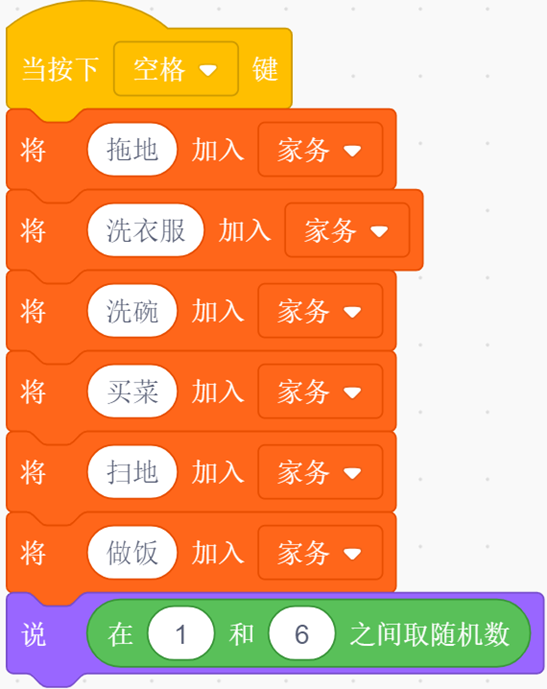 当按下 空格 键
将 拖地 加入 家务
将 洗衣服 加入 家务
将 洗碗 加入 家务
将 买菜 加入 家务
将 扫地 加入 家务
将 做饭 加入 家务
说 在 1 和 6 之间取随机数